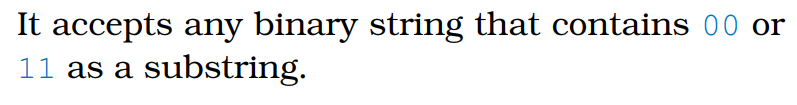 It accepts any binary string that contains 00 or
11 as a substring.